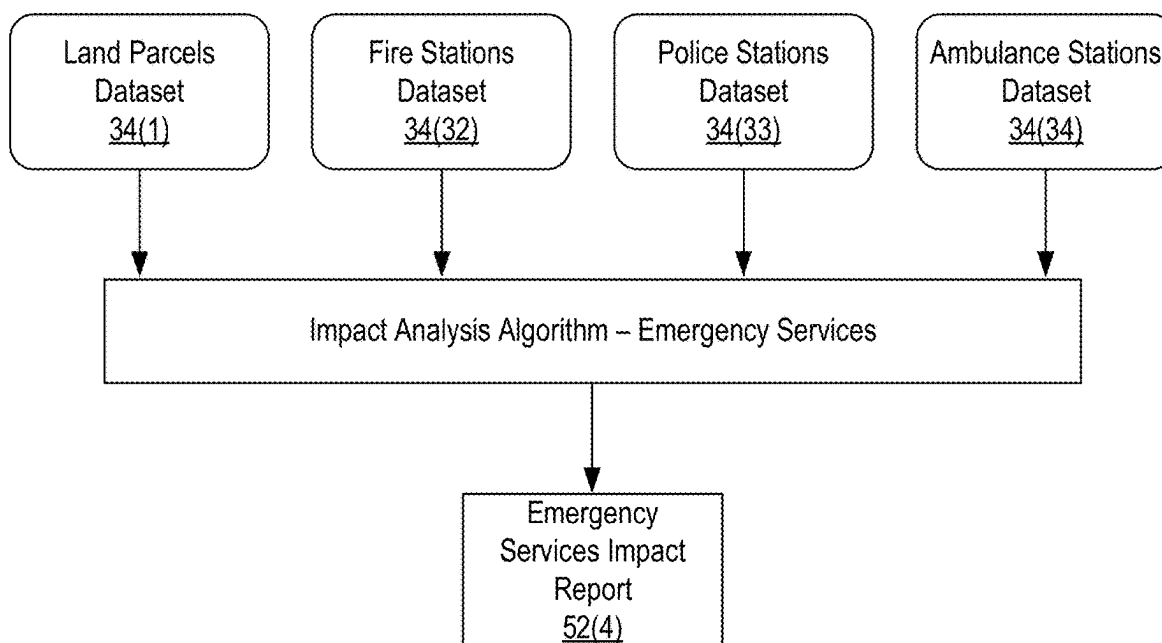 Land Parcels
Dataset
34(1)
Fire Stations
Dataset
34(32)
Police Stations
Dataset
34(33)
Ambulance Stations
Dataset
34(34)
Impact Analysis Algorithm – Emergency Services
Emergency
Services Impact
Report
52(4)